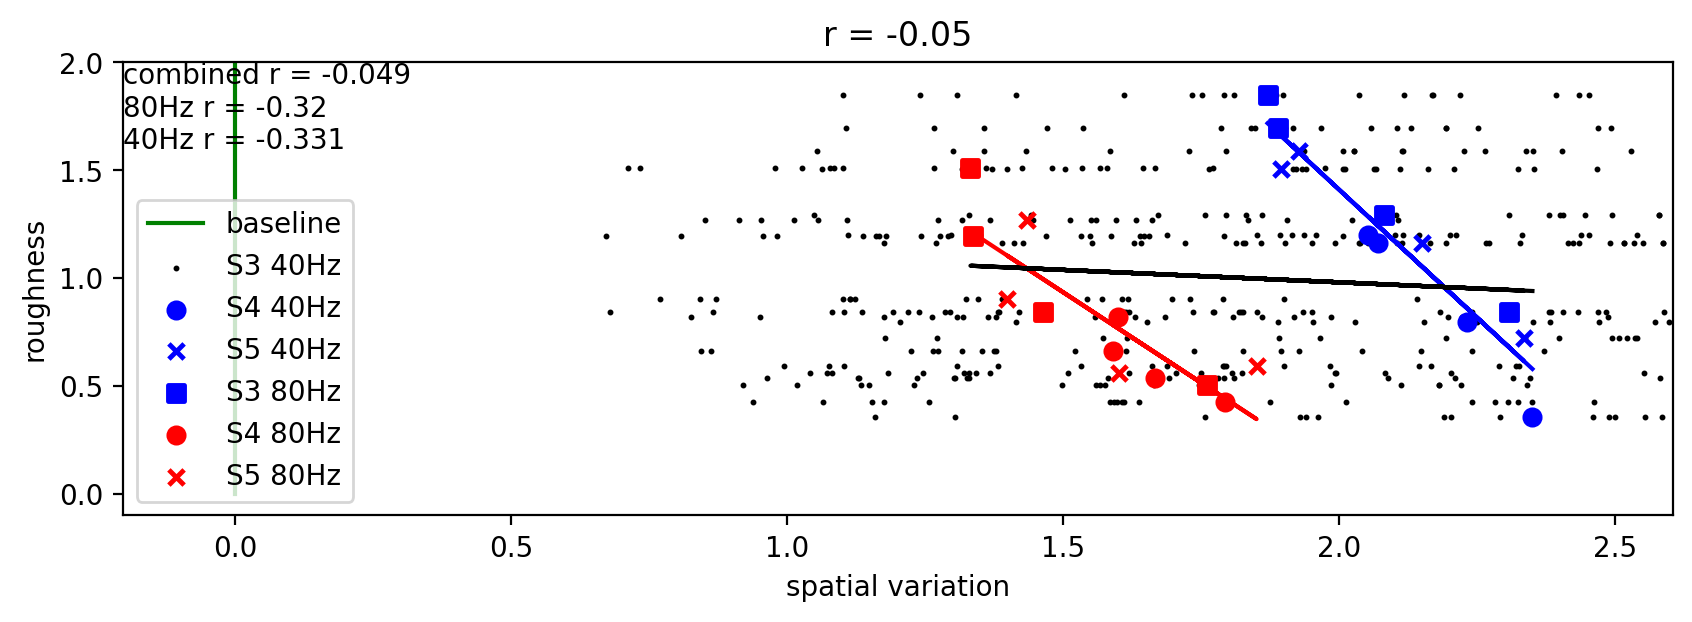 r = -0.05
combined r = -0.049
80Hz r = -0.32
40Hz r = -0.331
2.0
1.5
1.0
0.5
0.0
roughness
baseline
S3 40Hz
S4 40Hz
S5 40Hz
S3 80Hz
S4 80Hz
S5 80Hz
0.0 0.5 1.0 1.5 2.0 2.5
spatial variation